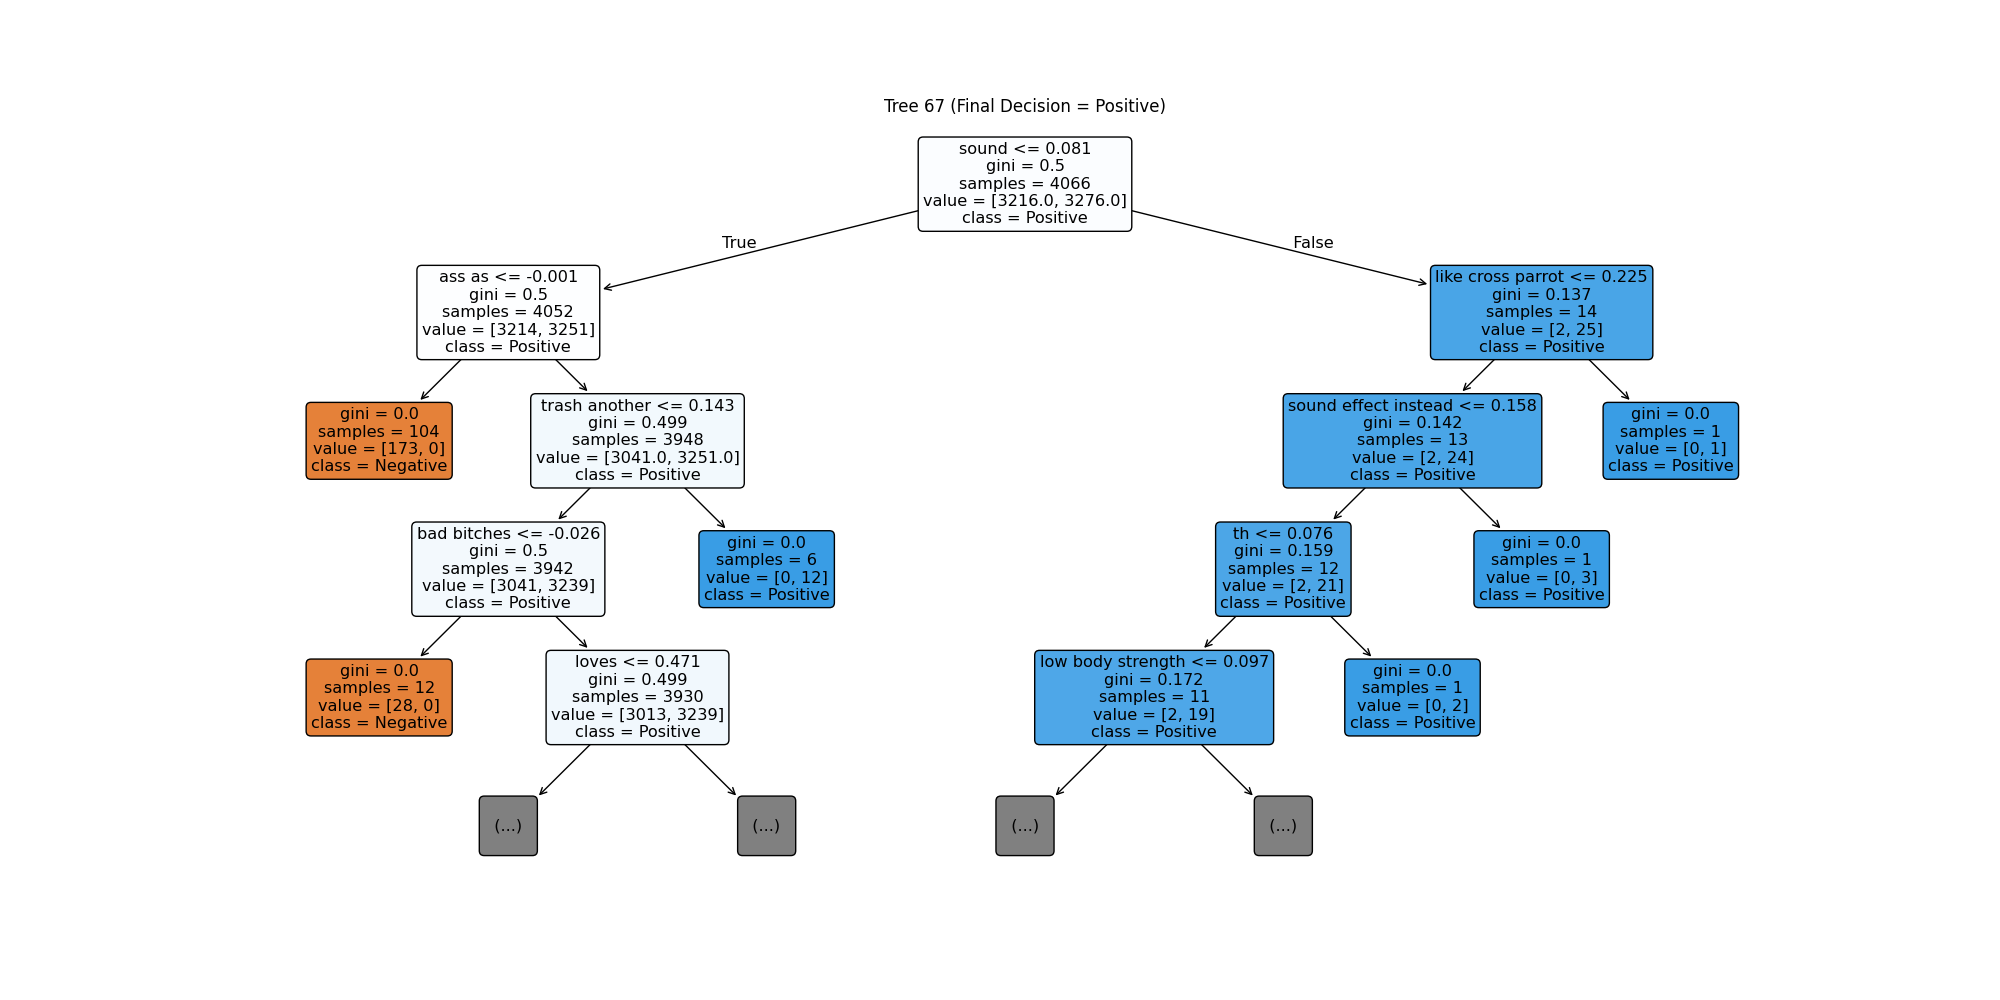 Tree 67 (Final Decision = Positive)
sound <= 0.081
gini = 0.5
samples = 4066
value = [3216.0, 3276.0]
class = Positive
True
False
ass as <= -0.001
gini = 0.5
samples = 4052
value = [3214, 3251]
class = Positive
like cross parrot <= 0.225
gini = 0.137
samples = 14
value = [2, 25]
class = Positive
gini = 0.0
samples = 104
value = [173, 0]
class = Negative
trash another <= 0.143
gini = 0.499
samples = 3948
value = [3041.0, 3251.0]
class = Positive
sound effect instead <= 0.158
gini = 0.142
samples = 13
value = [2, 24]
class = Positive
gini = 0.0
samples = 1
value = [0, 1]
class = Positive
bad bitches <= -0.026
gini = 0.5
samples = 3942
value = [3041, 3239]
class = Positive
gini = 0.0
samples = 6
value = [0, 12]
class = Positive
th <= 0.076
gini = 0.159
samples = 12
value = [2, 21]
class = Positive
gini = 0.0
samples = 1
value = [0, 3]
class = Positive
gini = 0.0
samples = 12
value = [28, 0]
class = Negative
loves <= 0.471
gini = 0.499
samples = 3930
value = [3013, 3239]
class = Positive
low body strength <= 0.097
gini = 0.172
samples = 11
value = [2, 19]
class = Positive
gini = 0.0
samples = 1
value = [0, 2]
class = Positive
(...)
(...)
(...)
(...)